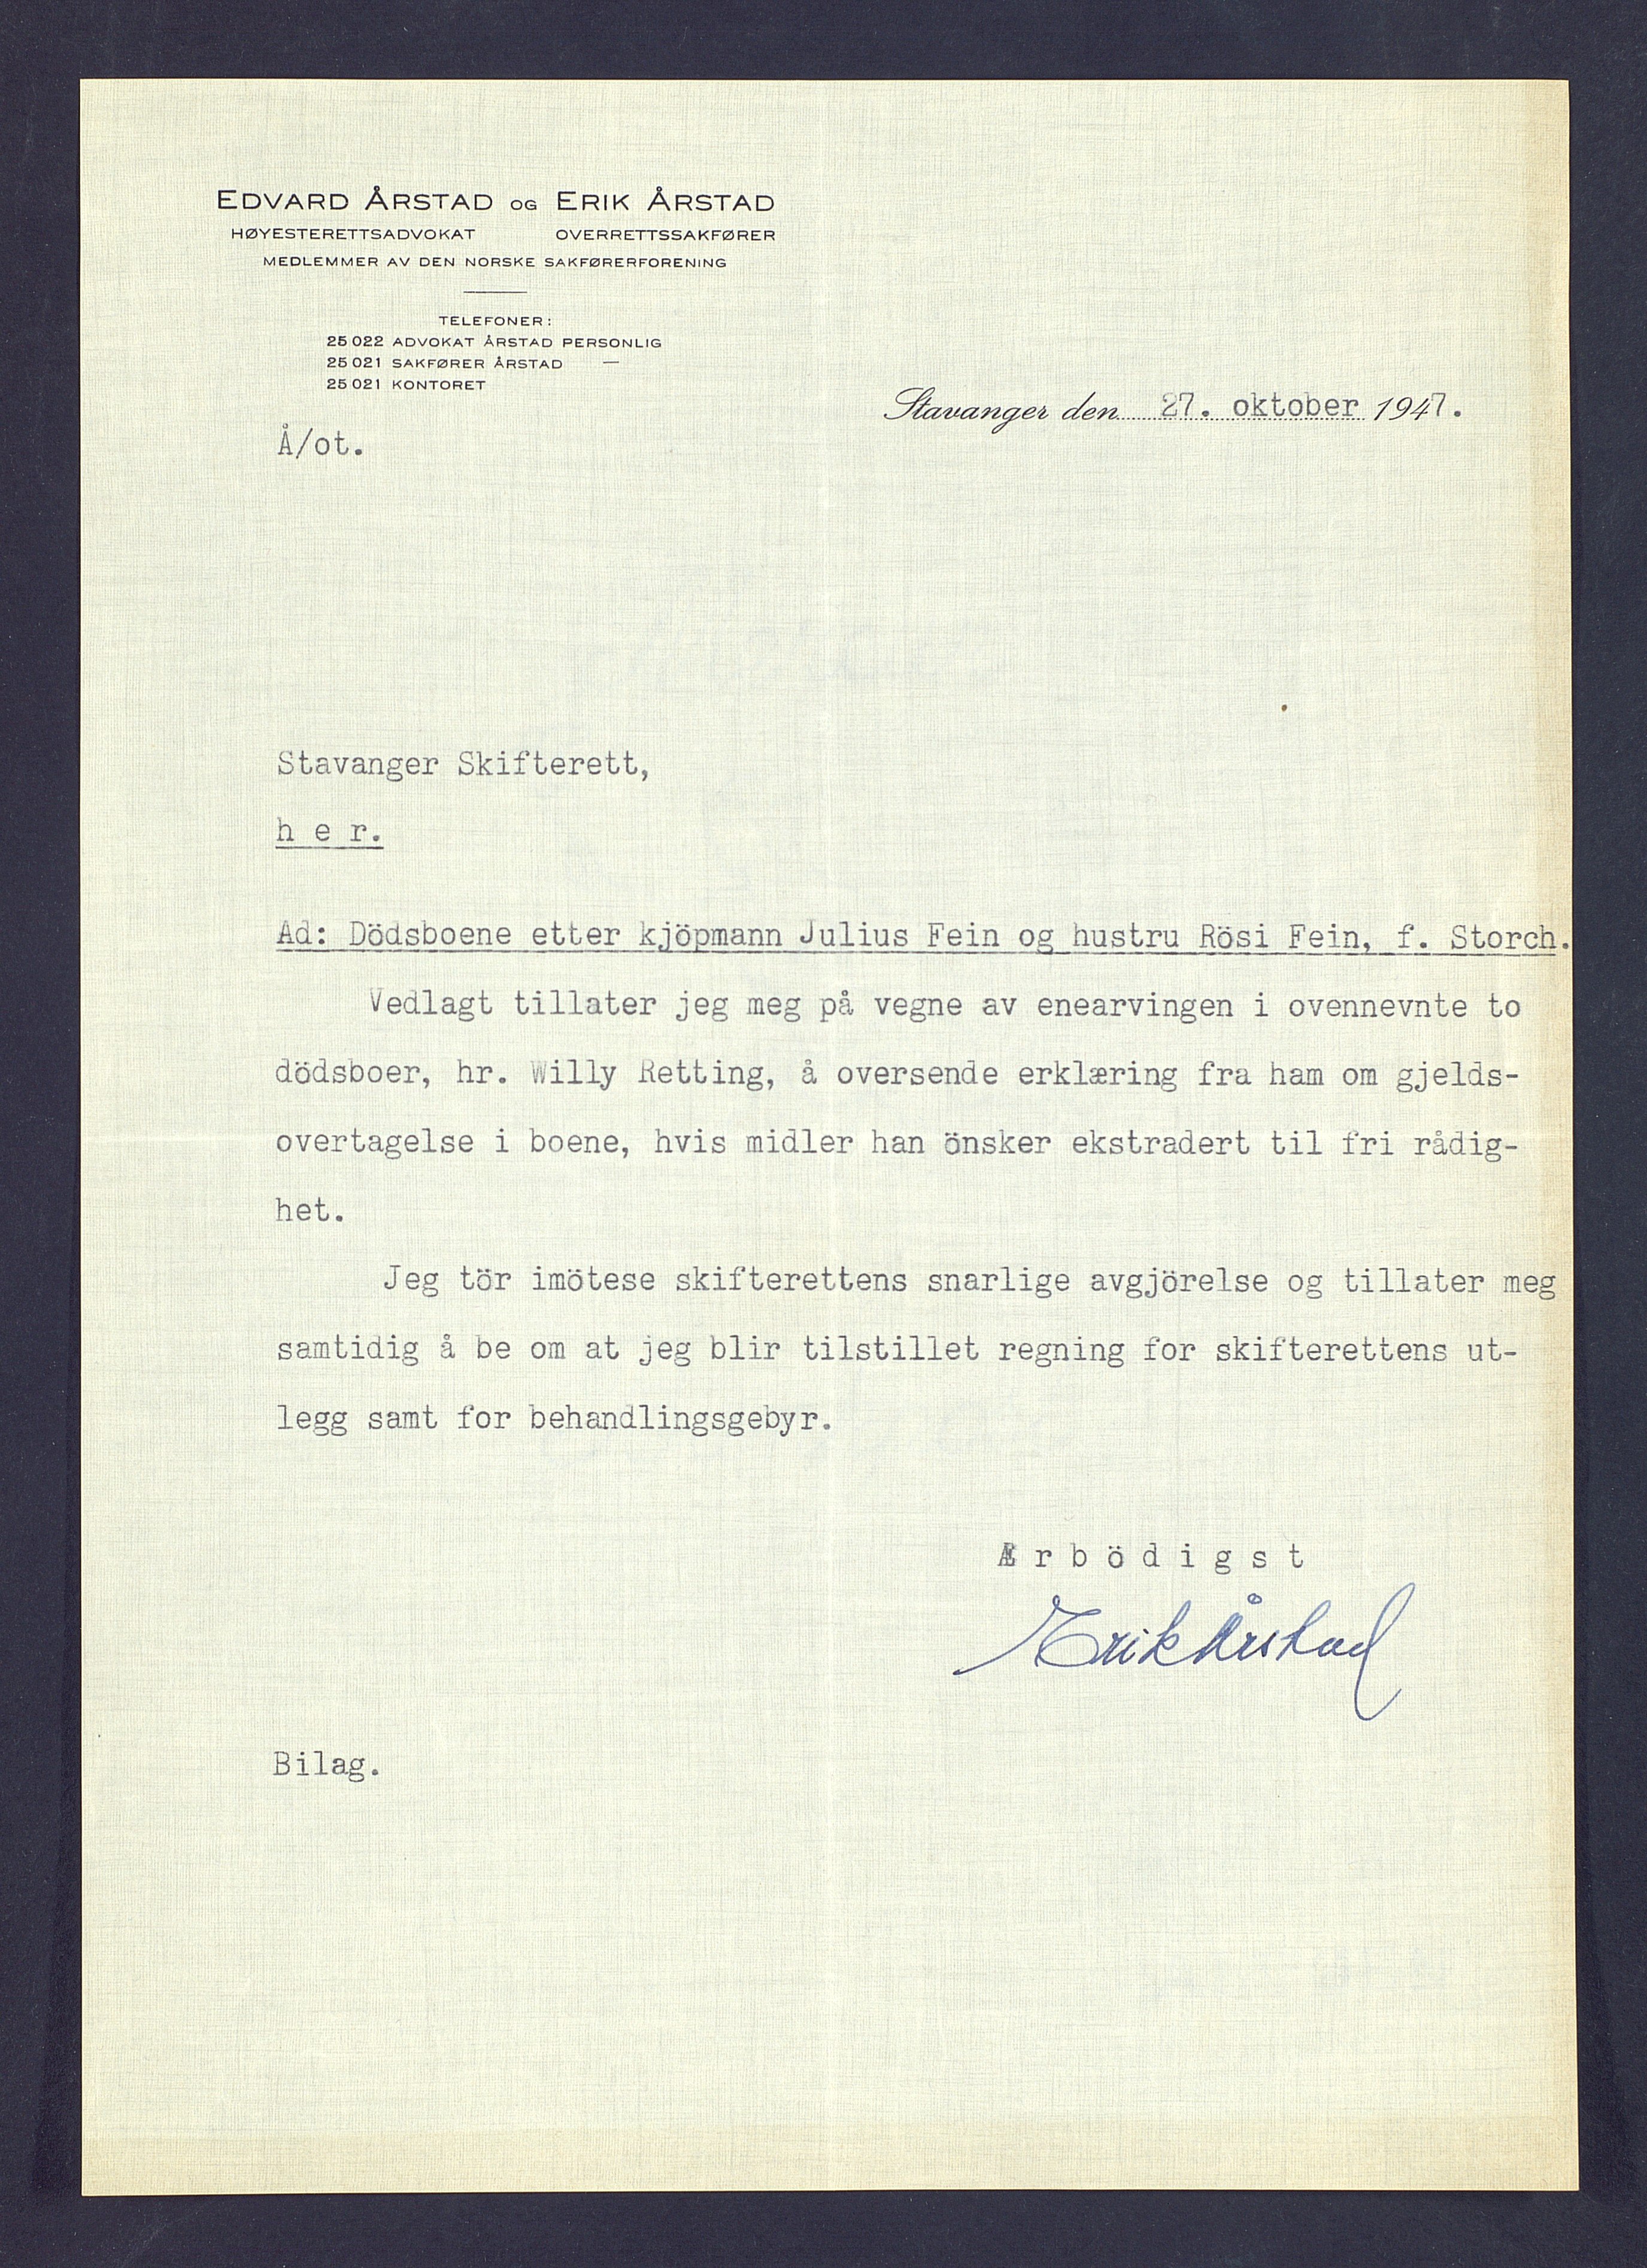 EDVARD ÅRSTAD OG ERIK ÅRSTAD
HØYESTERETTSADVOKAT OVERRETTSSAKFØRER
MEDLEMMER AV DEN NORSKE SAKFØRERFORENING
TELEFONER:
25 022 ADVOKAT ÅRSTAD PERSONLIG
25 021 SAKFØRER ÅRSTAD —
25 021 KONTORET
Stavanger den 27. oktober 1947.
Å/ot.
Stavanger Skifterett,
h e r.
Ad: Dödsboene etter kjöpmann Julius Fein og hustru Rösi Fein, f. Storch.
Vedlagt tillater jeg meg på vegne av enearvingen i ovennevnte to
dödsboer, hr. Willy Retting, å oversende erklæring fra ham om gjelds-
overtagelse i boene, hvis midler han önsker ekstradert til fri rådig-
het.
Jeg tör imötese skifterettens snarlige avgjörelse og tillater meg
samtidig å be om at jeg blir tilstillet regning for skifterettens ut-
legg samt for behandlingsgebyr.
Æ r b ö d i g s t
Erik Årstad
Bilag.